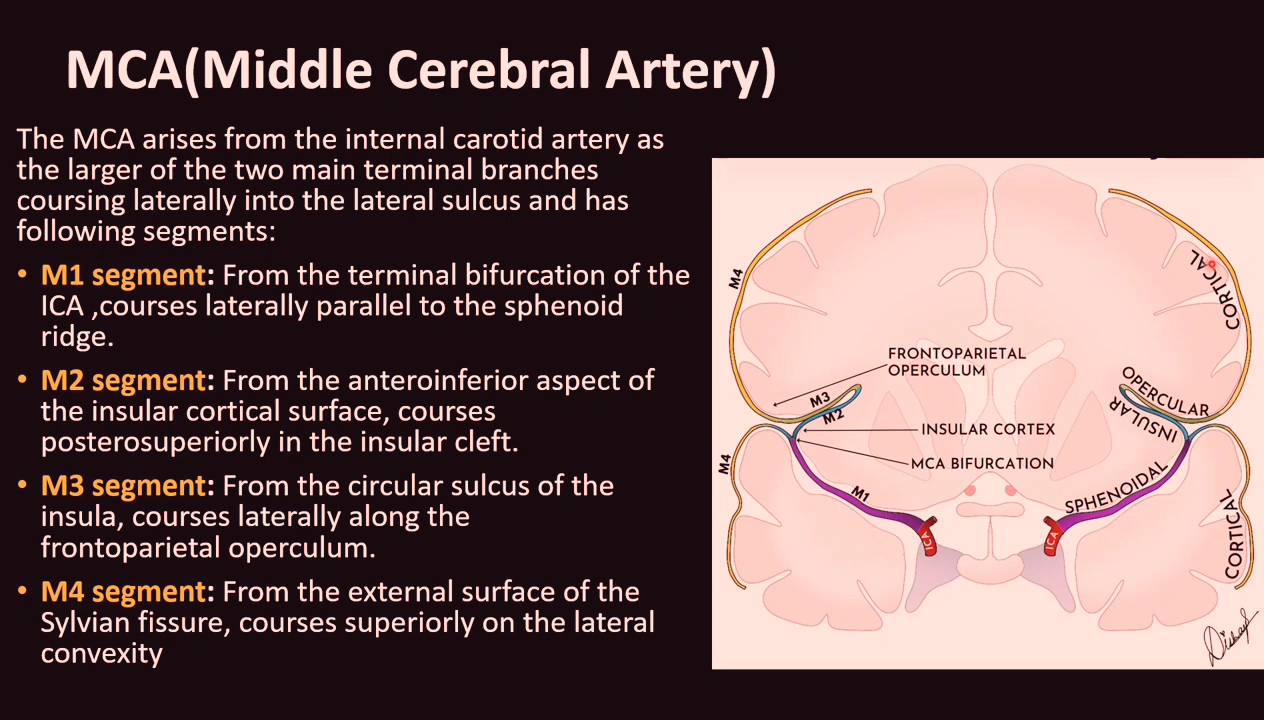 MCA(Middle Cerebral Artery)
The MCA arises from the internal carotid artery as
the larger of the two main terminal branches
coursing laterally into the lateral sulcus and has
following segments:
• M1 segment: From the terminal bifurcation of the
ICA ,courses laterally parallel to the sphenoid
ridge.
• M2 segment: From the anteroinferior aspect of
the insular cortical surface, courses
posterosuperiorly in the insular cleft.
• M3 segment: From the circular sulcus of the
insula, courses laterally along the
frontoparietal operculum.
• M4 segment: From the external surface of the
Sylvian fissure, courses superiorly on the lateral
convexity
M4
CORTICAL
FRONTOPARIETAL
OPERCULUM
M3
M2
OPERCULAR
INSULAR
INSULAR CORTEX
MCA BIFURCATION
M4
M1
SPHENOIDAL
ICA
ICA
CORTICAL